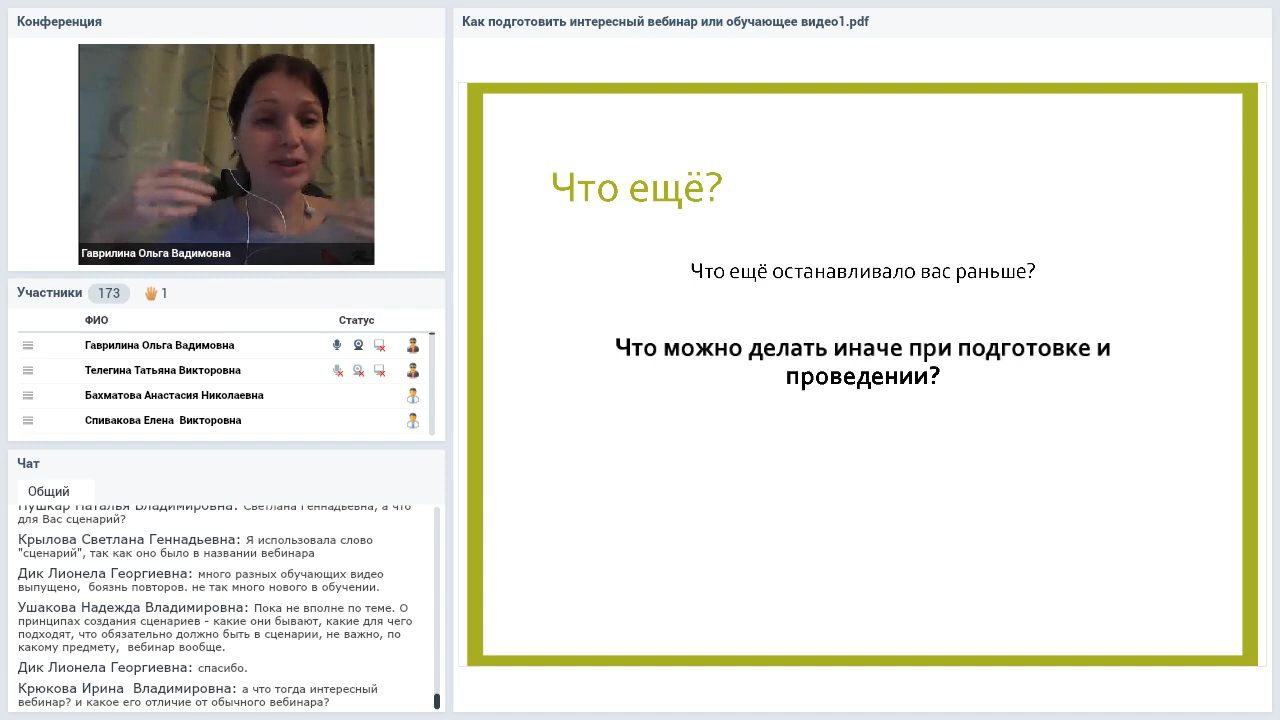 Конференция
Гаврилина Ольга Вадимовна
Участники 173 1
ФИО Статус
Гаврилина Ольга Вадимовна
Телегина Татьяна Викторовна
Бахматова Анастасия Николаевна
Спивакова Елена Викторовна
Чат
Общий
Пушкар Наталья Владимировна: Светлана Геннадьевна, а что
для Вас сценарий?
Крылова Светлана Геннадьевна: Я использовала слово
"сценарий", так как оно было в названии вебинара
Дик Лионела Георгиевна: много разных обучающих видео
выпущено, боязнь повторов. не так много нового в обучении.
Ушакова Надежда Владимировна: Пока не вполне по теме. О
принципах создания сценариев - какие они бывают, какие для чего
подходят, что обязательно должно быть в сценарии, не важно, по
какому предмету, вебинар вообще.
Дик Лионела Георгиевна: спасибо.
Крюкова Ирина Владимировна: а что тогда интересный
вебинар? и какое его отличие от обычного вебинара?
Как подготовить интересный вебинар или обучающее видео1.pdf
Что ещё?
Что ещё останавливало вас раньше?
Что можно делать иначе при подготовке и
проведении?